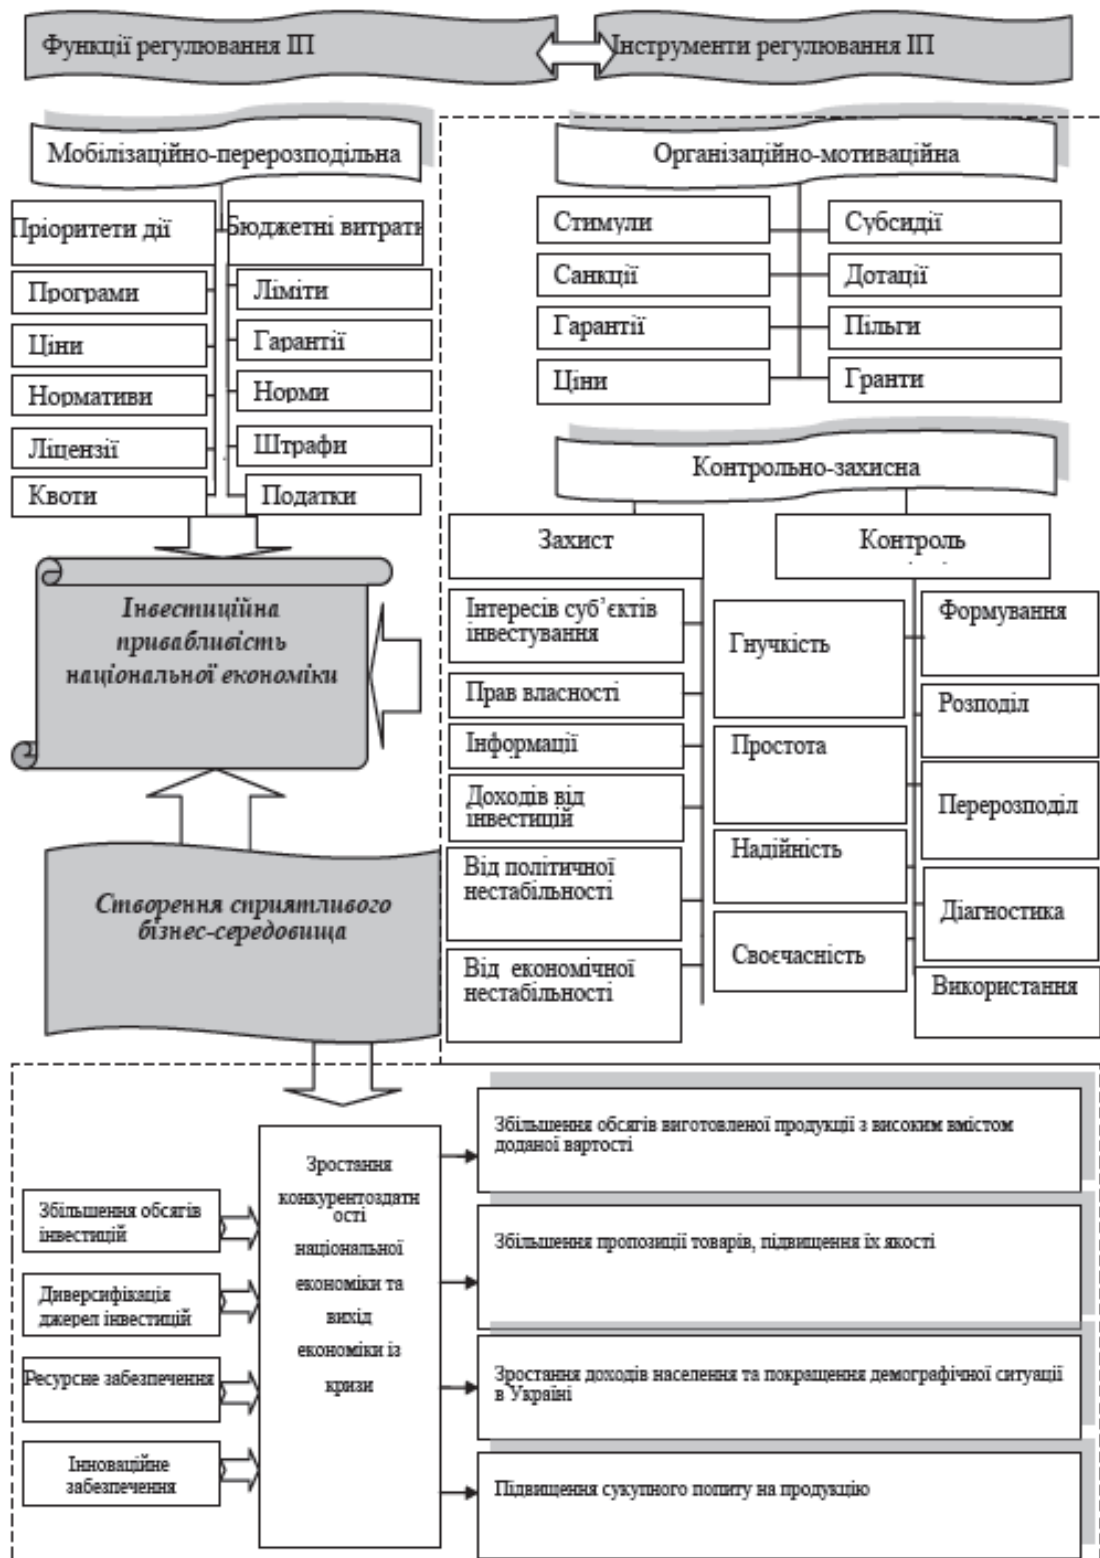 Функції регулювання ІП
Інструменти регулювання ІП
Мобілізаційно-перерозподільна
Пріоритети дії
Бюджетні витрати
Програми
Ліміти
Ціни
Гарантії
Нормативи
Норми
Ліцензії
Штрафи
Квоти
Податки
Організаційно-мотиваційна
Стимули
Субсидії
Санкції
Дотації
Гарантії
Пільги
Ціни
Гранти
Контрольно-захисна
Захист
Контроль
Інтересів суб’єктів
інвестування
Прав власності
Інформації
Доходів від
інвестицій
Від політичної
нестабільності
Від економічної
нестабільності
Гнучкість
Простота
Надійність
Своєчасність
Формування
Розподіл
Перерозподіл
Діагностика
Використання
Інвестиційна
привабливість
національної економіки
Створення сприятливого
бізнес-середовища
Збільшення обсягів
інвестицій
Диверсифікація
джерел інвестицій
Ресурсне забезпечення
Інноваційне
забезпечення
Зростання
конкурентоздатн
ості
національної
економіки та
вихід
економіки із
кризи
Збільшення обсягів виготовленої продукції з високим вмістом
доданої вартості
Збільшення пропозиції товарів, підвищення їх якості
Зростання доходів населення та покращення демографічної ситуації
в Україні
Підвищення сукупного попиту на продукцію